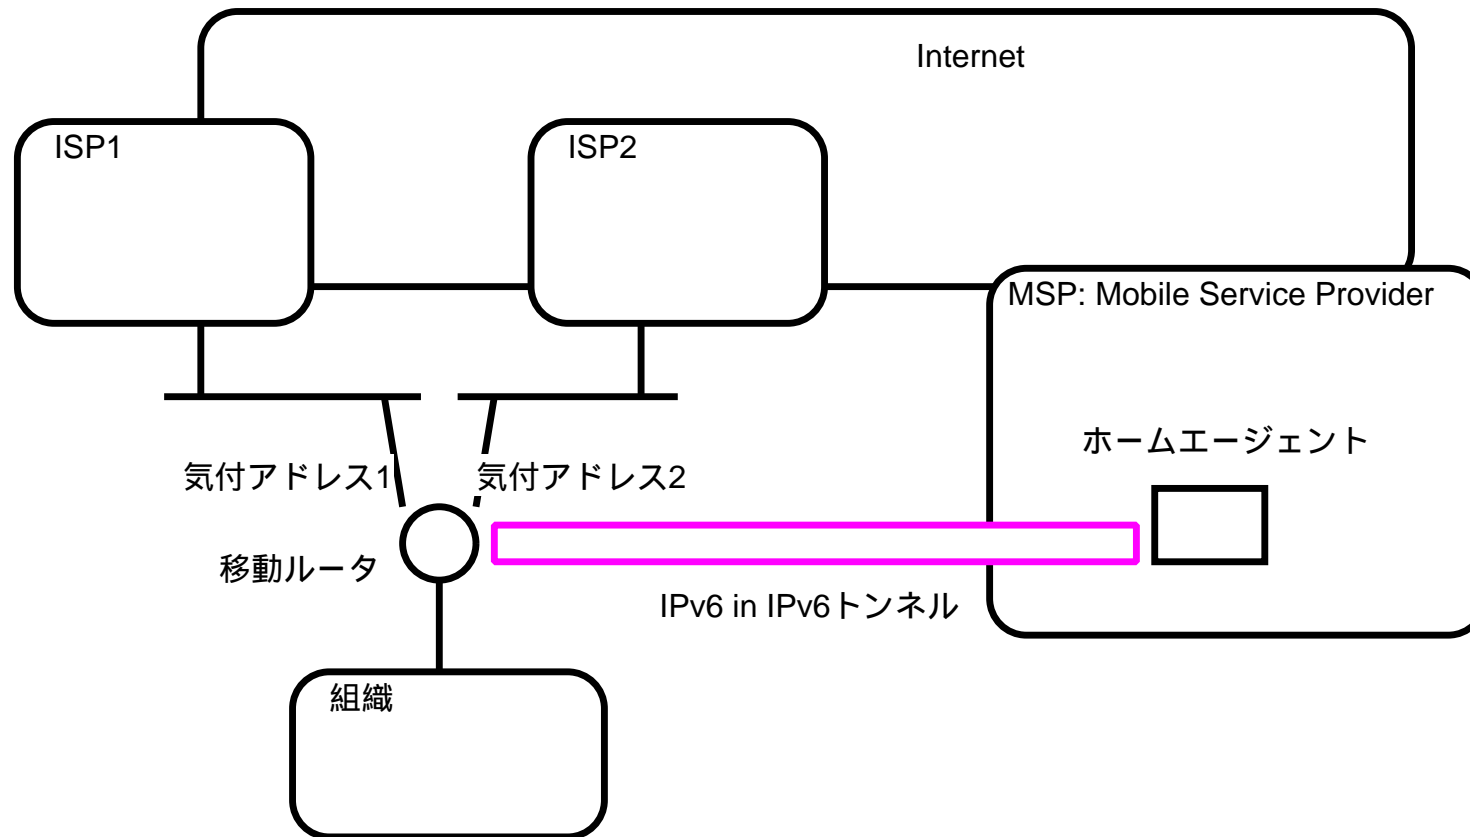 Internet
ISP1
ISP2
MSP: Mobile Service Provider
ホームエージェント
気付アドレス1
気付アドレス2
移動ルータ
IPv6 in IPv6トンネル
組織